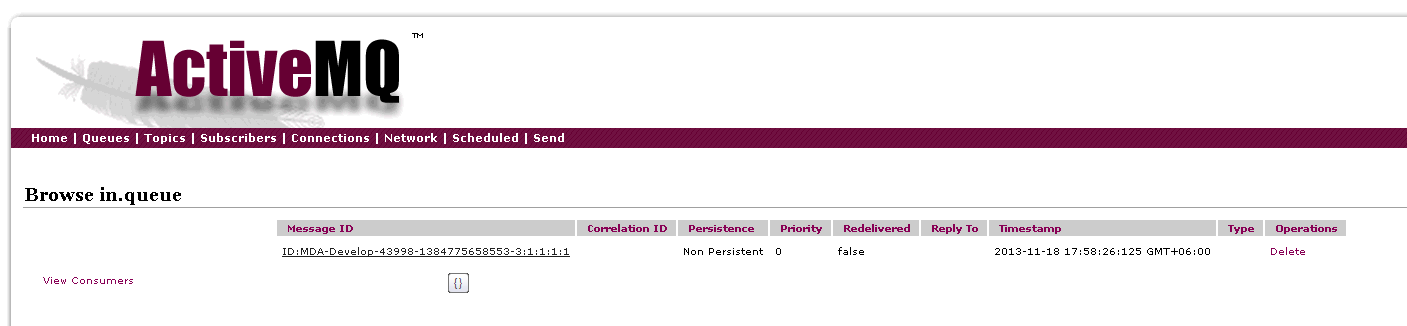 ActiveMQ ™
Home | Queues | Topics | Subscribers | Connections | Network | Scheduled | Send
Browse in.queue
Message ID Correlation ID Persistence Priority Redelivered Reply To Timestamp Type Operations
ID:MDA-Develop-43998-1384775658553-3:1:1:1:1 Non Persistent 0 false 2013-11-18 17:58:26:125 GMT+06:00 Delete
View Consumers {}